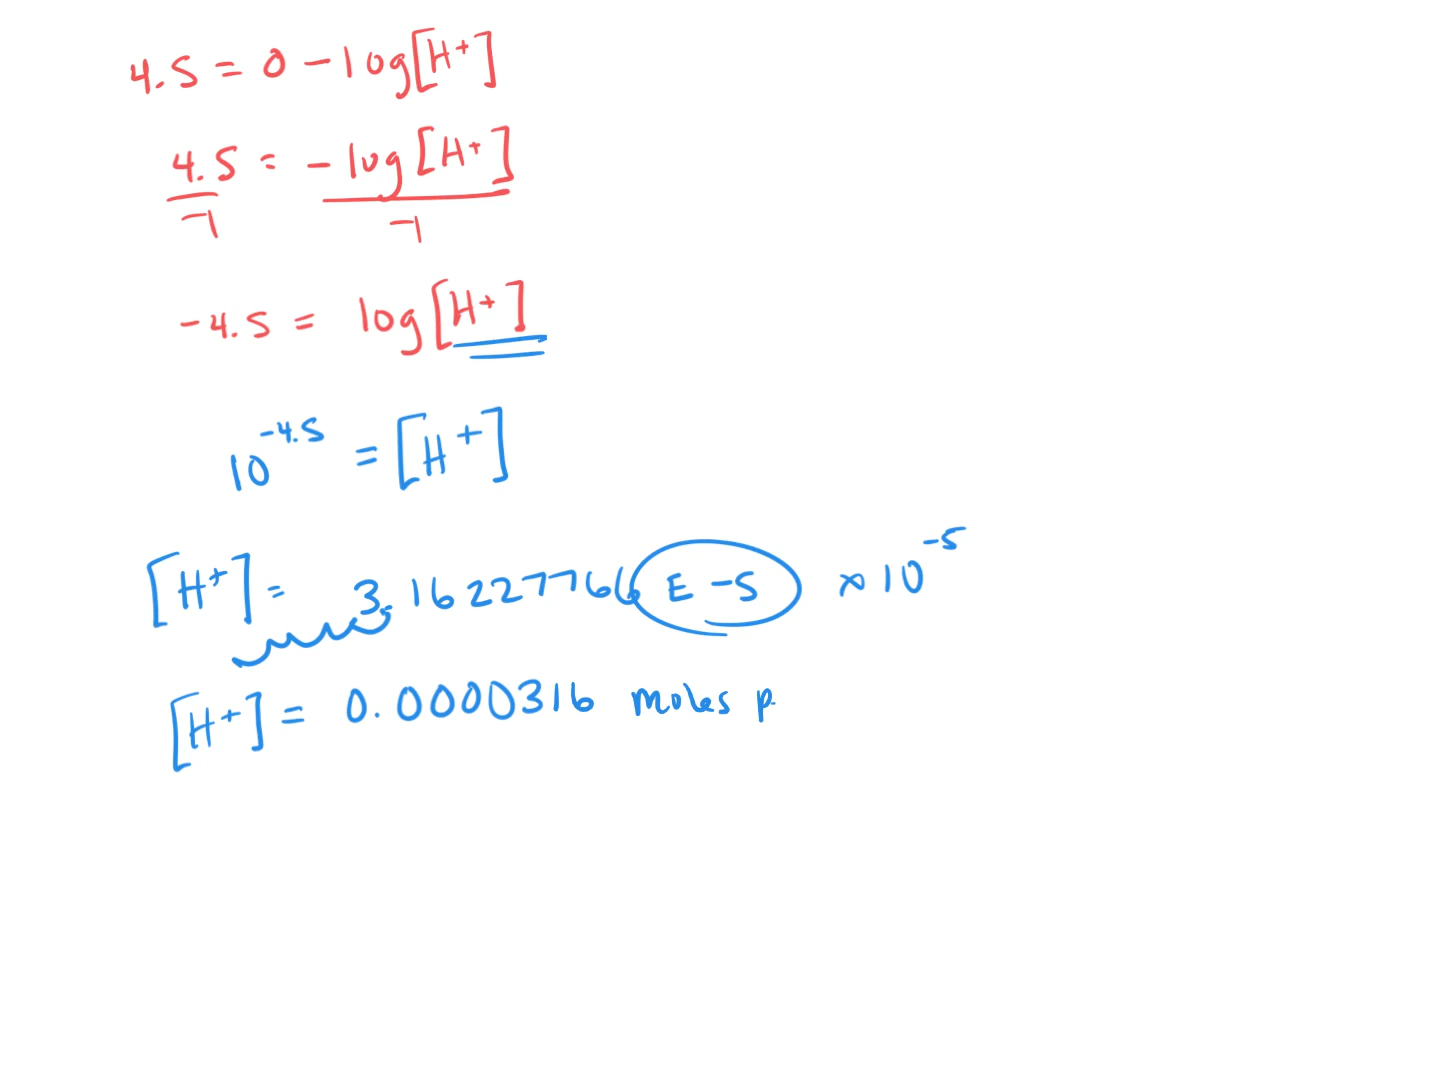 4.5 = 0 - log[H+]
4.5 = - log[H+]
-1 -1
-4.5 = log[H+]
10^-4.5 = [H+]
[H+] = 3.16227766 E -5 ×10^-5
[H+] = 0.0000316 moles p